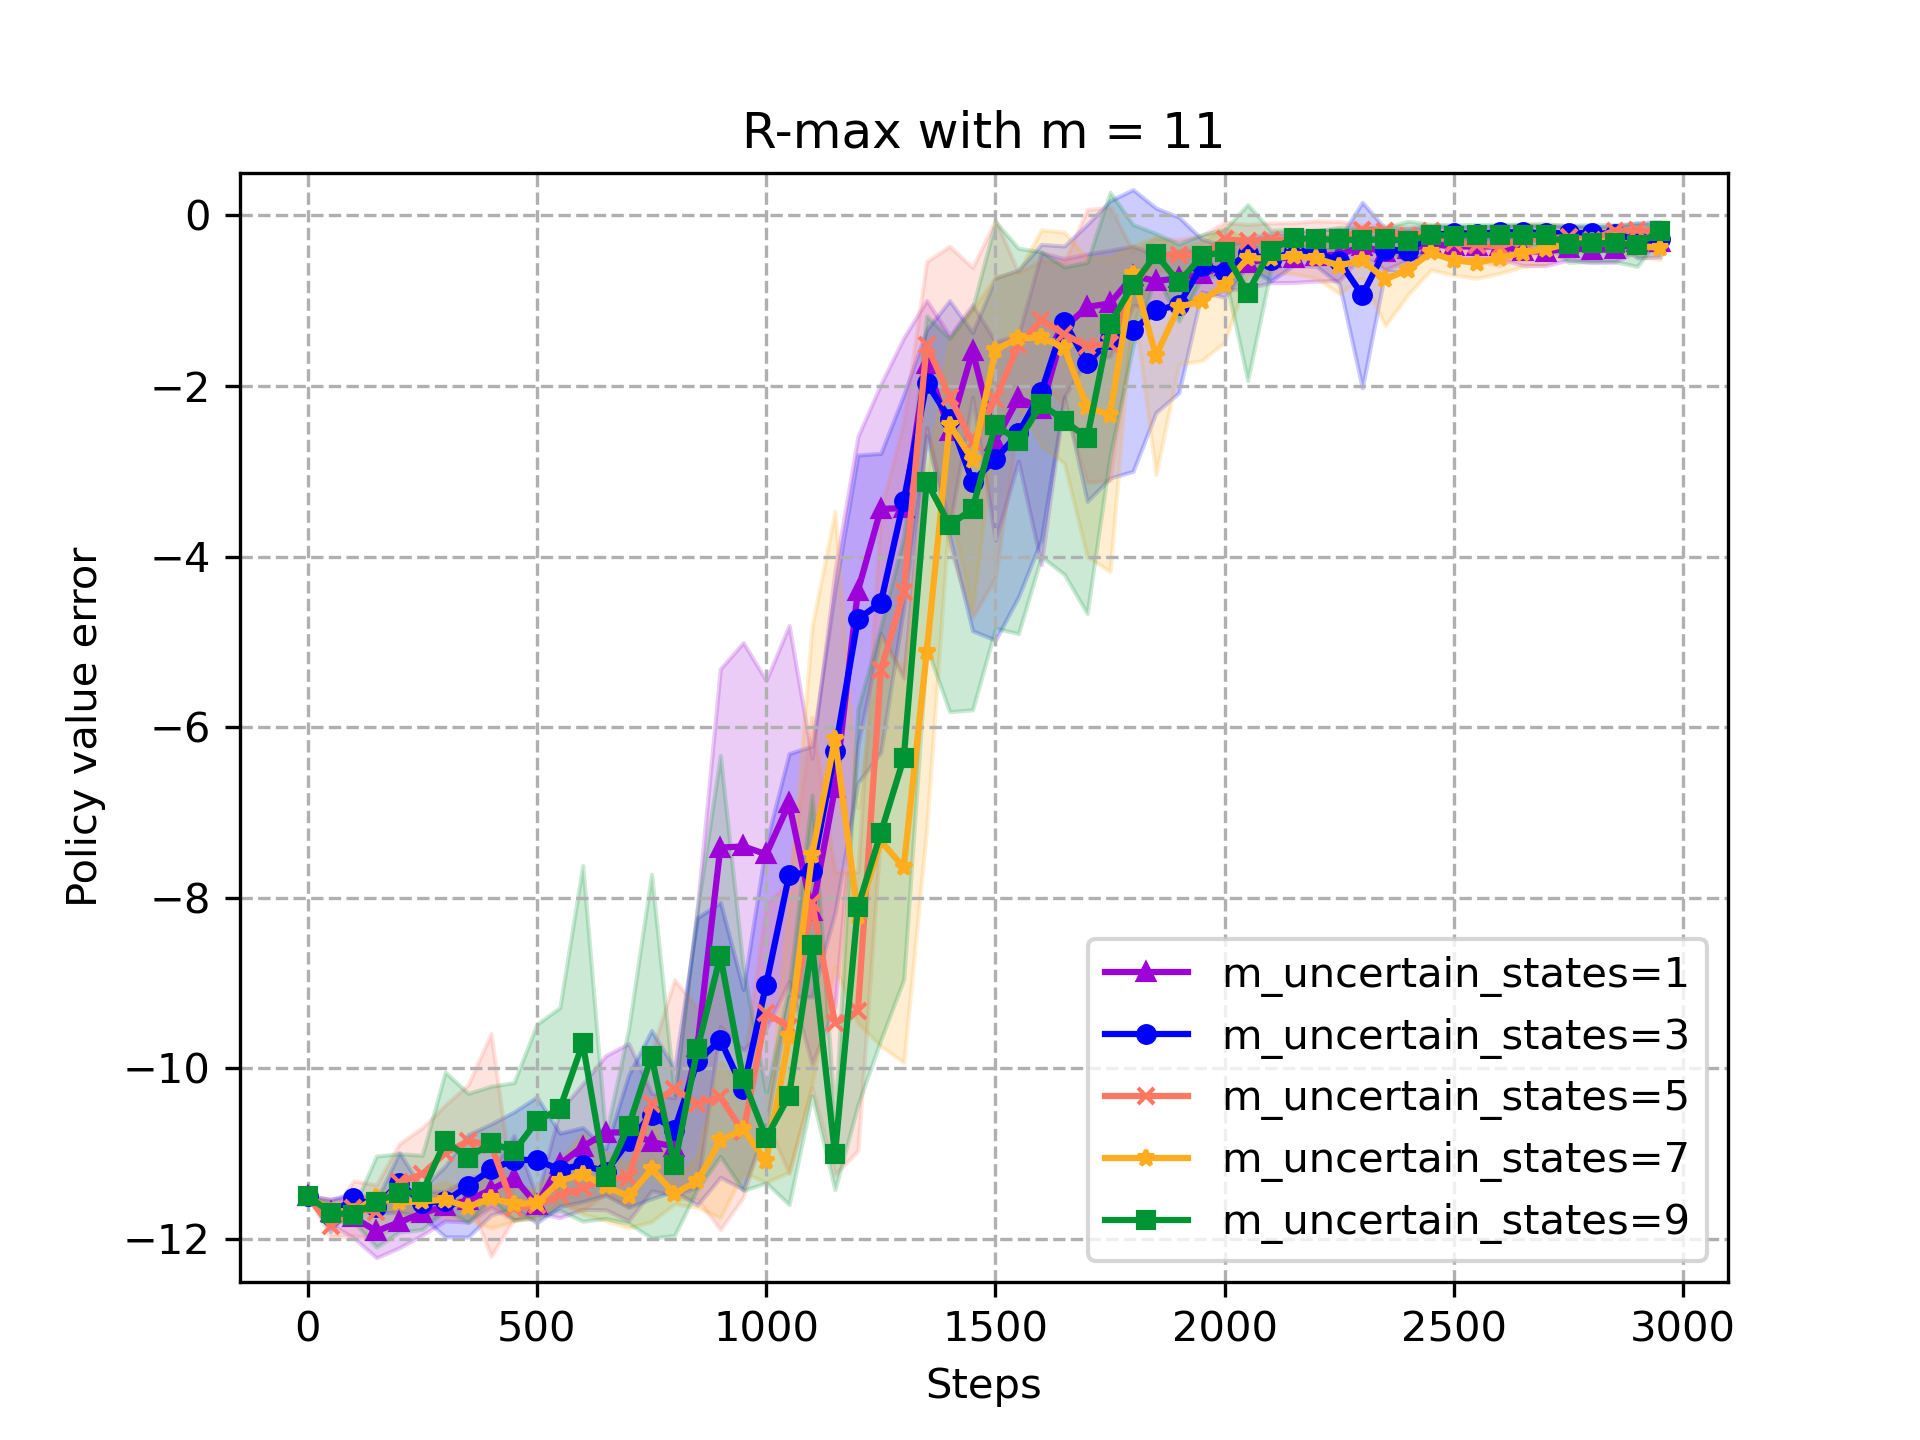 R-max with m = 11
Policy value error
0
−2
−4
−6
−8
−10
−12
m_uncertain_states=1
m_uncertain_states=3
m_uncertain_states=5
m_uncertain_states=7
m_uncertain_states=9
0 500 1000 1500 2000 2500 3000
Steps